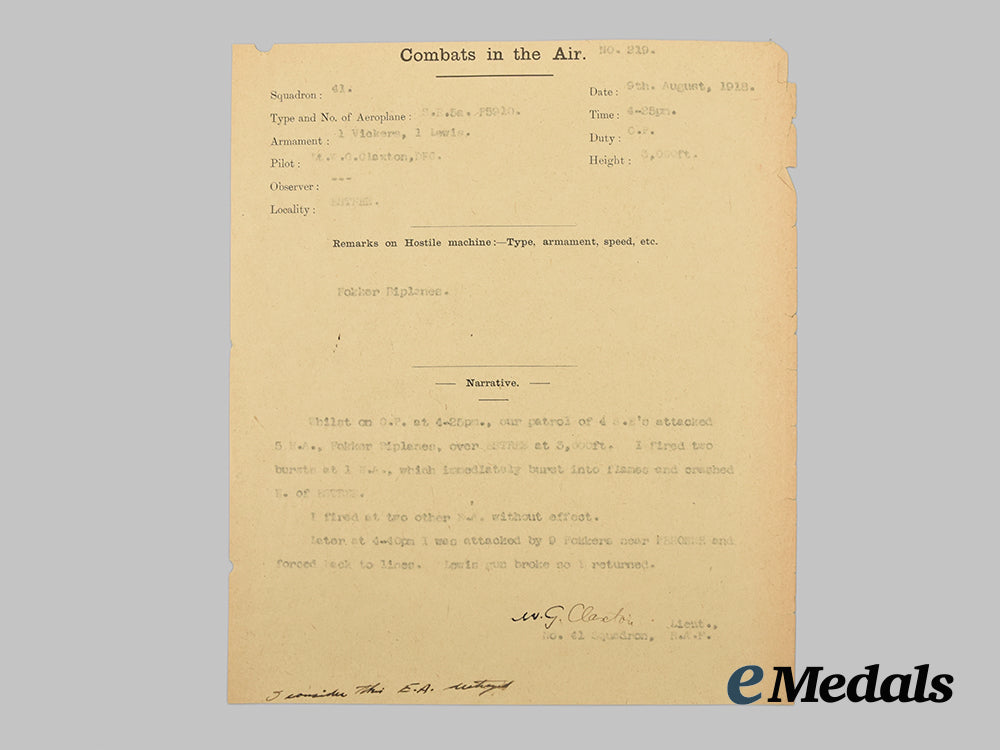 Combats in the Air. NO. 219.
Squadron : 41.
Date : 9th. August, 1918.
Type and No. of Aeroplane : S.E.5a. F5910.
Time : 4-25pm.
Armament : 1 Vickers, 1 Lewis.
Duty : O.P.
Pilot : Lt.W.G.Claxton,DFC.
Height : 3,000ft.
Observer : ---
Locality : ESTREE.
Remarks on Hostile machine :—Type, armament, speed, etc.
Fokker Biplanes.
Narrative.
Whilst on O.P. at 4-25pm., our patrol of 4 S.E's attacked
5 E.A., Fokker Biplanes, over ESTREE at 3,000ft. I fired two
bursts at 1 E.A., which immediately burst into flames and crashed
N. of ESTREE.
I fired at two other E.A. without effect.
Later at 4-40pm I was attacked by 9 Fokkers near PERONNE and
forced back to lines. Lewis gun broke so I returned.
W.G. Claxton. Lieut.,
No. 41 Squadron, R.A.F.
I consider this E.A. destroyed
eMedals